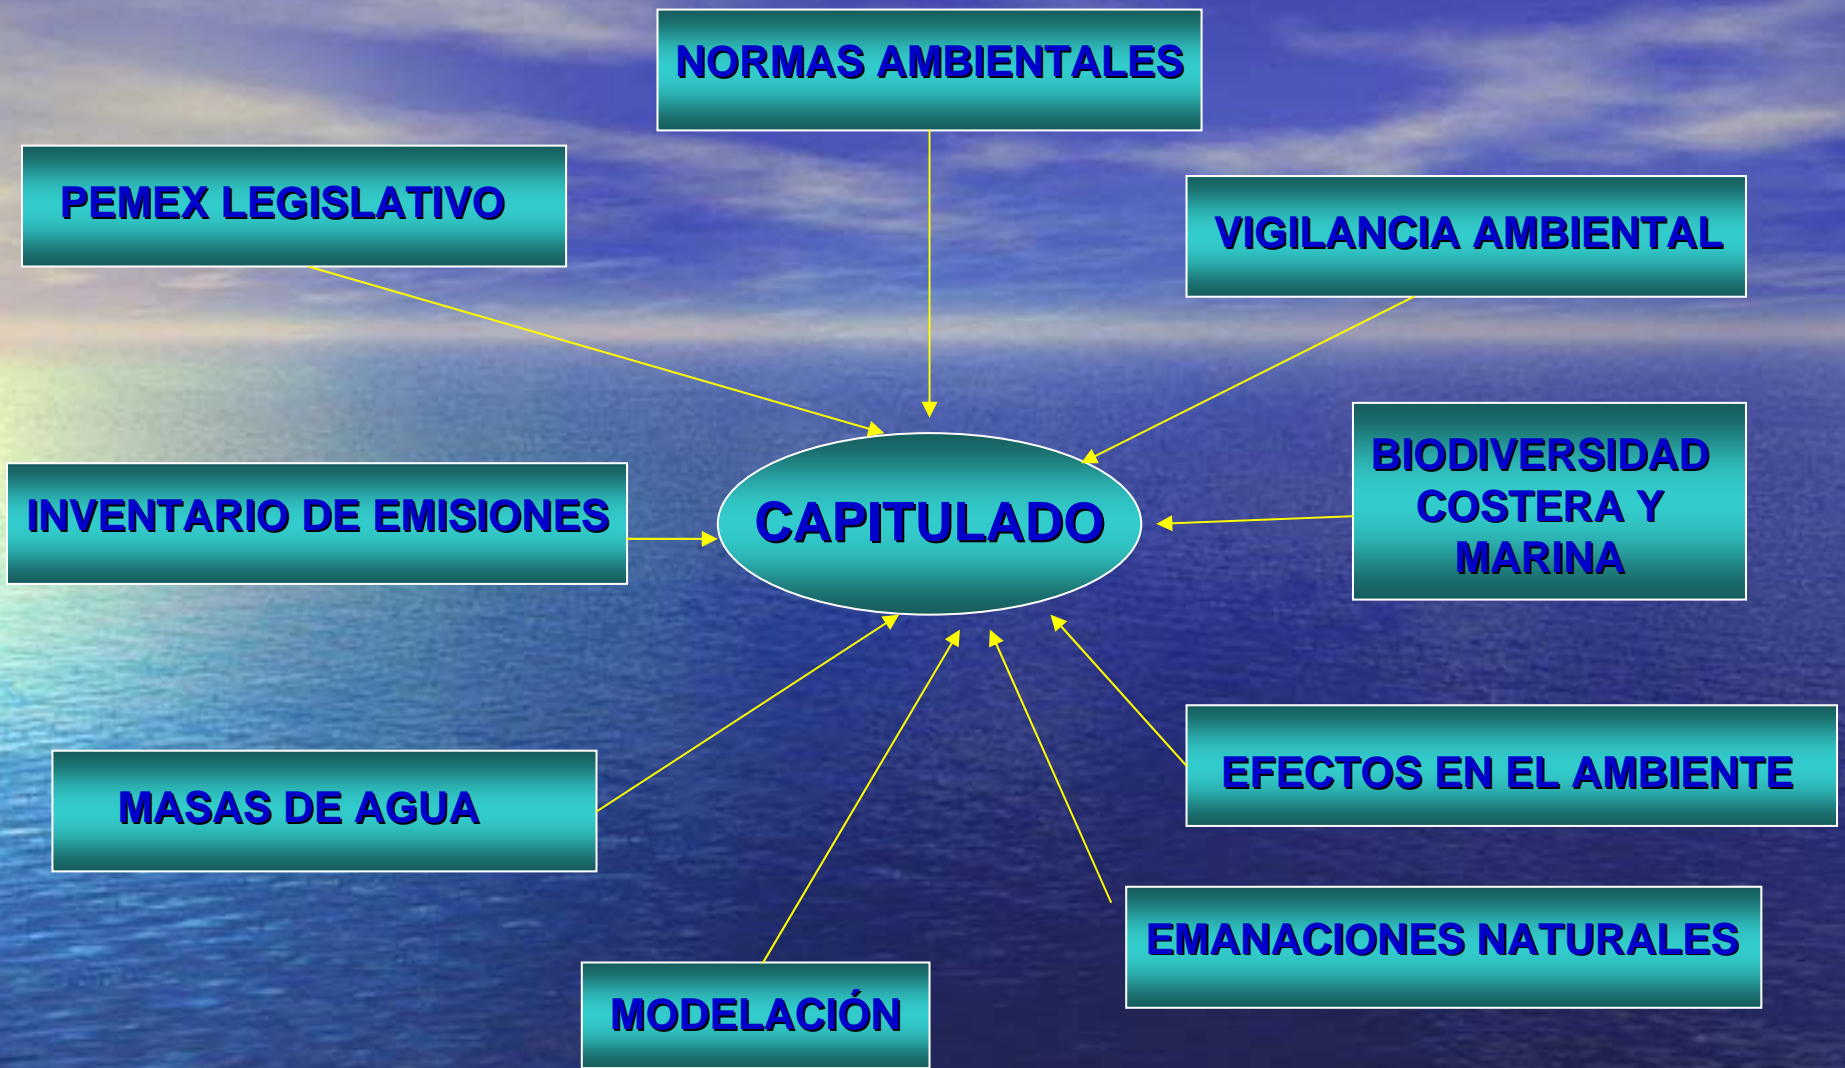 NORMAS AMBIENTALES
PEMEX LEGISLATIVO
VIGILANCIA AMBIENTAL
BIODIVERSIDAD
COSTERA Y
MARINA
INVENTARIO DE EMISIONES
CAPITULADO
MASAS DE AGUA
EFECTOS EN EL AMBIENTE
EMANACIONES NATURALES
MODELACIÓN